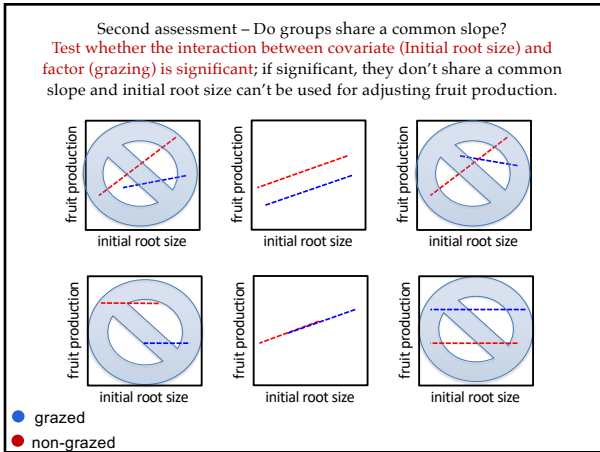 Second assessment – Do groups share a common slope?
Test whether the interaction between covariate (Initial root size) and
factor (grazing) is significant; if significant, they don't share a common
slope and initial root size can't be used for adjusting fruit production.
fruit production
initial root size
fruit production
initial root size
fruit production
initial root size
fruit production
initial root size
fruit production
initial root size
fruit production
initial root size
grazed
non-grazed